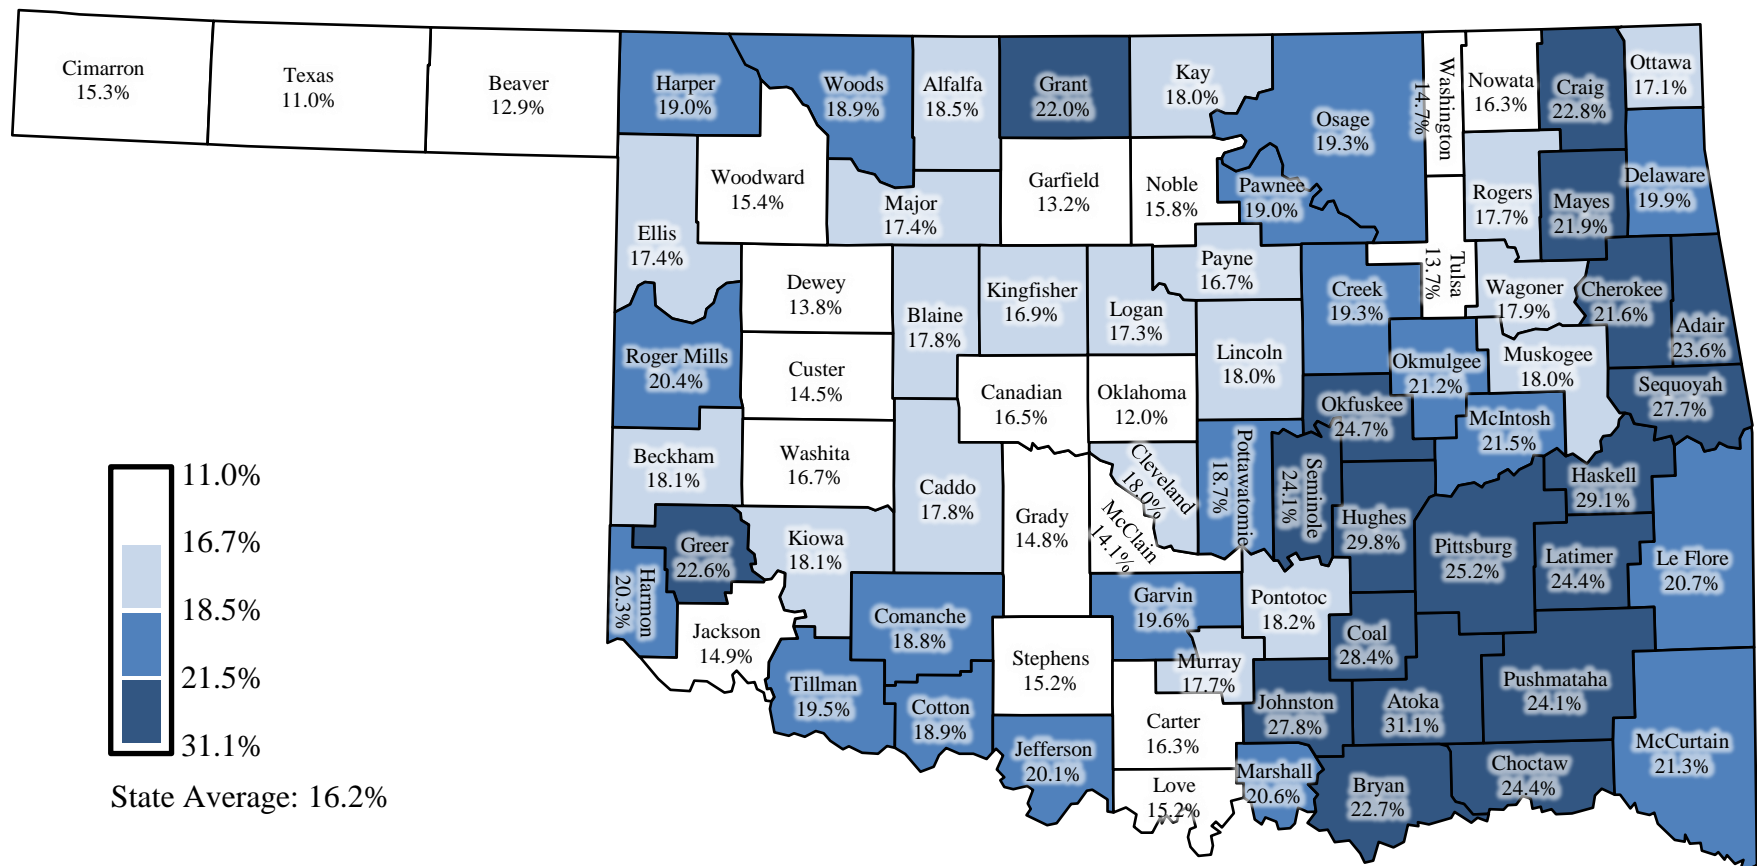 Cimarron
15.3%
Texas
11.0%
Beaver
12.9%
Harper
19.0%
Woods
18.9%
Alfalfa
18.5%
Grant
22.0%
Kay
18.0%
Osage
19.3%
Washington
14.7%
Nowata
16.3%
Craig
22.8%
Ottawa
17.1%
Woodward
15.4%
Major
17.4%
Garfield
13.2%
Noble
15.8%
Pawnee
19.0%
Rogers
17.7%
Mayes
21.9%
Delaware
19.9%
Ellis
17.4%
Dewey
13.8%
Blaine
17.8%
Kingfisher
16.9%
Logan
17.3%
Payne
16.7%
Creek
19.3%
Tulsa
13.7%
Wagoner
17.9%
Cherokee
21.6%
Adair
23.6%
Roger Mills
20.4%
Custer
14.5%
Canadian
16.5%
Oklahoma
12.0%
Lincoln
18.0%
Okmulgee
21.2%
Muskogee
18.0%
Sequoyah
27.7%
Okfuskee
24.7%
McIntosh
21.5%
Beckham
18.1%
Washita
16.7%
Caddo
17.8%
Grady
14.8%
Cleveland
18.0%
McClain
14.1%
Pottawatomie
18.7%
Seminole
24.1%
Hughes
29.8%
Pittsburg
25.2%
Haskell
29.1%
Latimer
24.4%
Le Flore
20.7%
Harmon
20.3%
Greer
22.6%
Kiowa
18.1%
Jackson
14.9%
Comanche
18.8%
Garvin
19.6%
Pontotoc
18.2%
Coal
28.4%
Tillman
19.5%
Cotton
18.9%
Stephens
15.2%
Murray
17.7%
Carter
16.3%
Johnston
27.8%
Atoka
31.1%
Pushmataha
24.1%
McCurtain
21.3%
Jefferson
20.1%
Love
15.2%
Marshall
20.6%
Bryan
22.7%
Choctaw
24.4%
11.0%
16.7%
18.5%
21.5%
31.1%
State Average: 16.2%